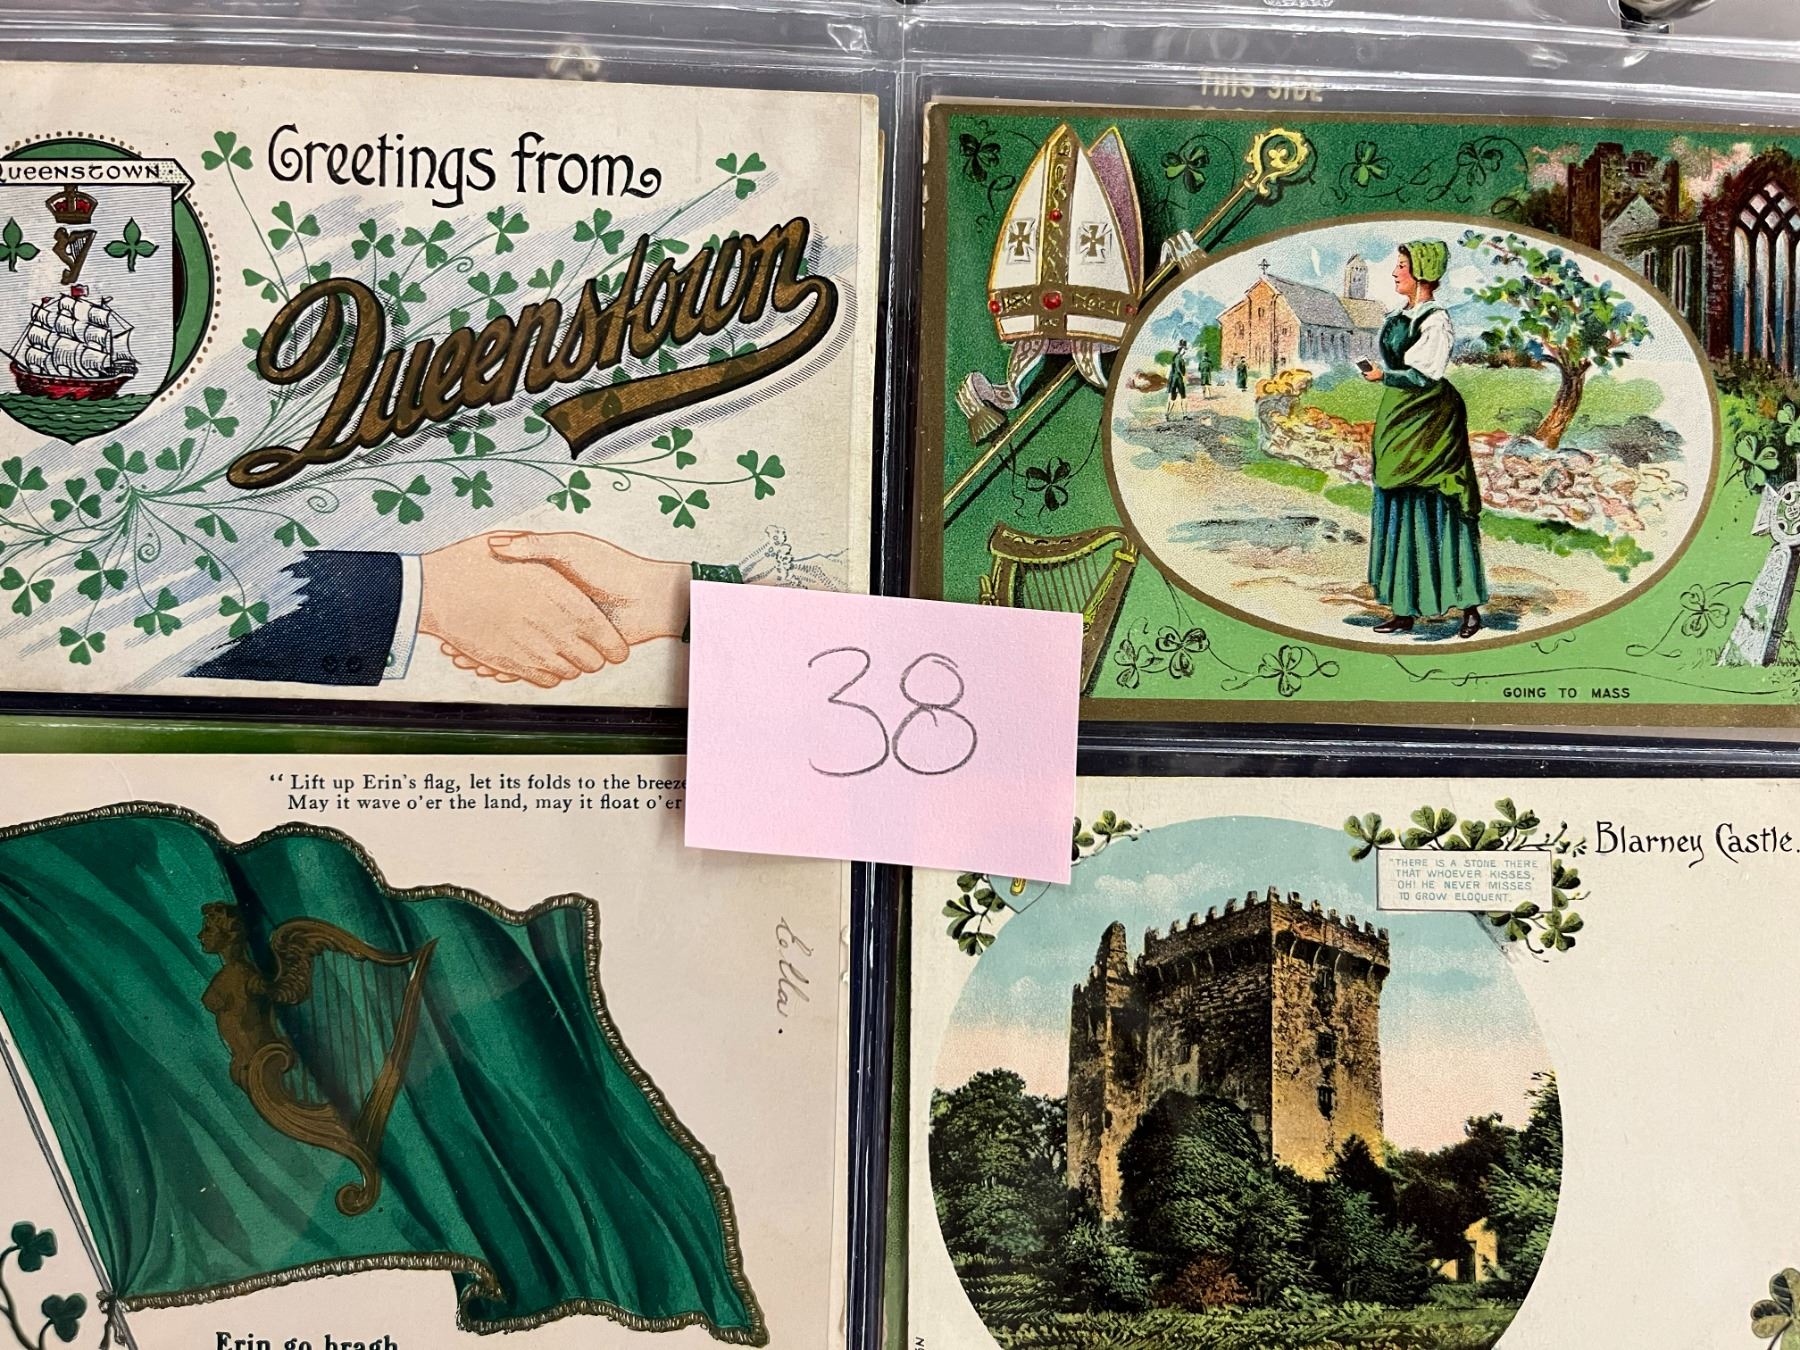 THIS SIDE
QUEENSTOWN.
Greetings from
Queenstown
GOING TO MASS
38
“ Lift up Erin's flag, let its folds to the breeze
May it wave o'er the land, may it float o'er
Erin go bragh
Blarney Castle.
"THERE IS A STONE THERE
THAT WHOEVER KISSES,
OH! HE NEVER MISSES
TO GROW ELOQUENT.